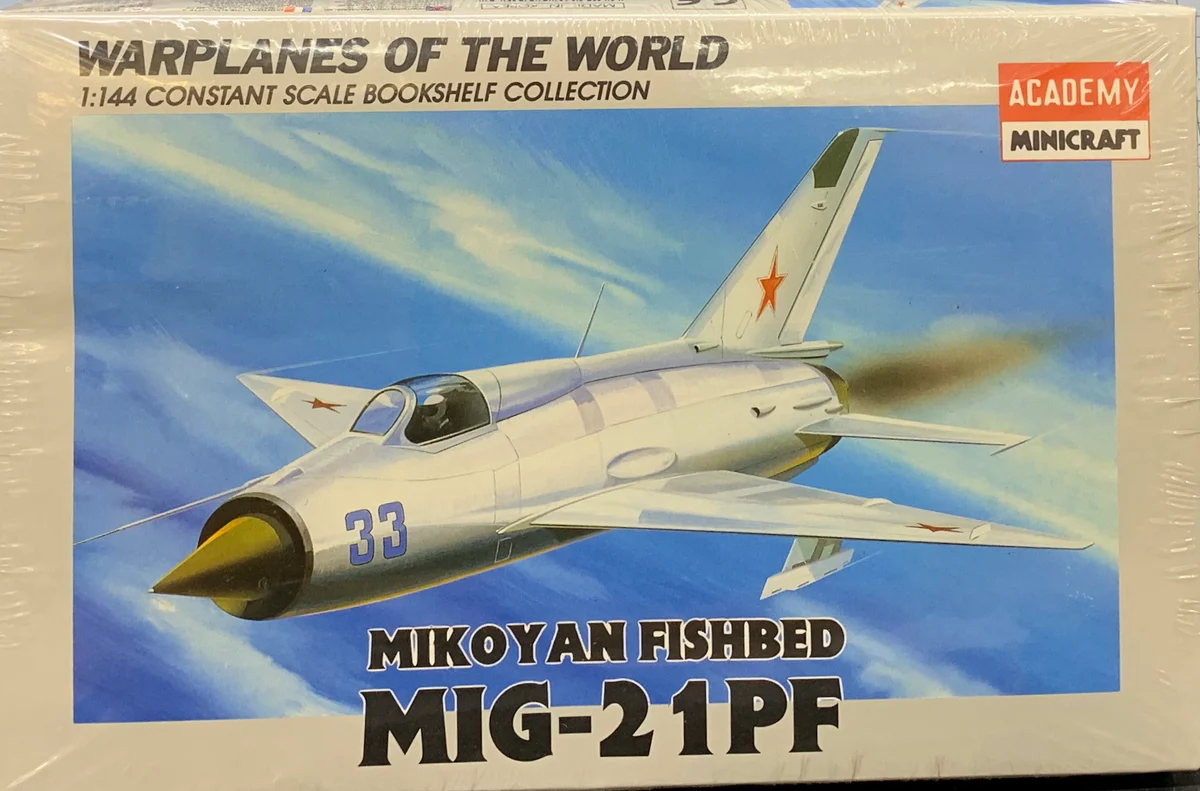 WARPLANES OF THE WORLD
1:144 CONSTANT SCALE BOOKSHELF COLLECTION
ACADEMY
MINICRAFT
33
MIKOYAN FISHBED
MIG-21PF